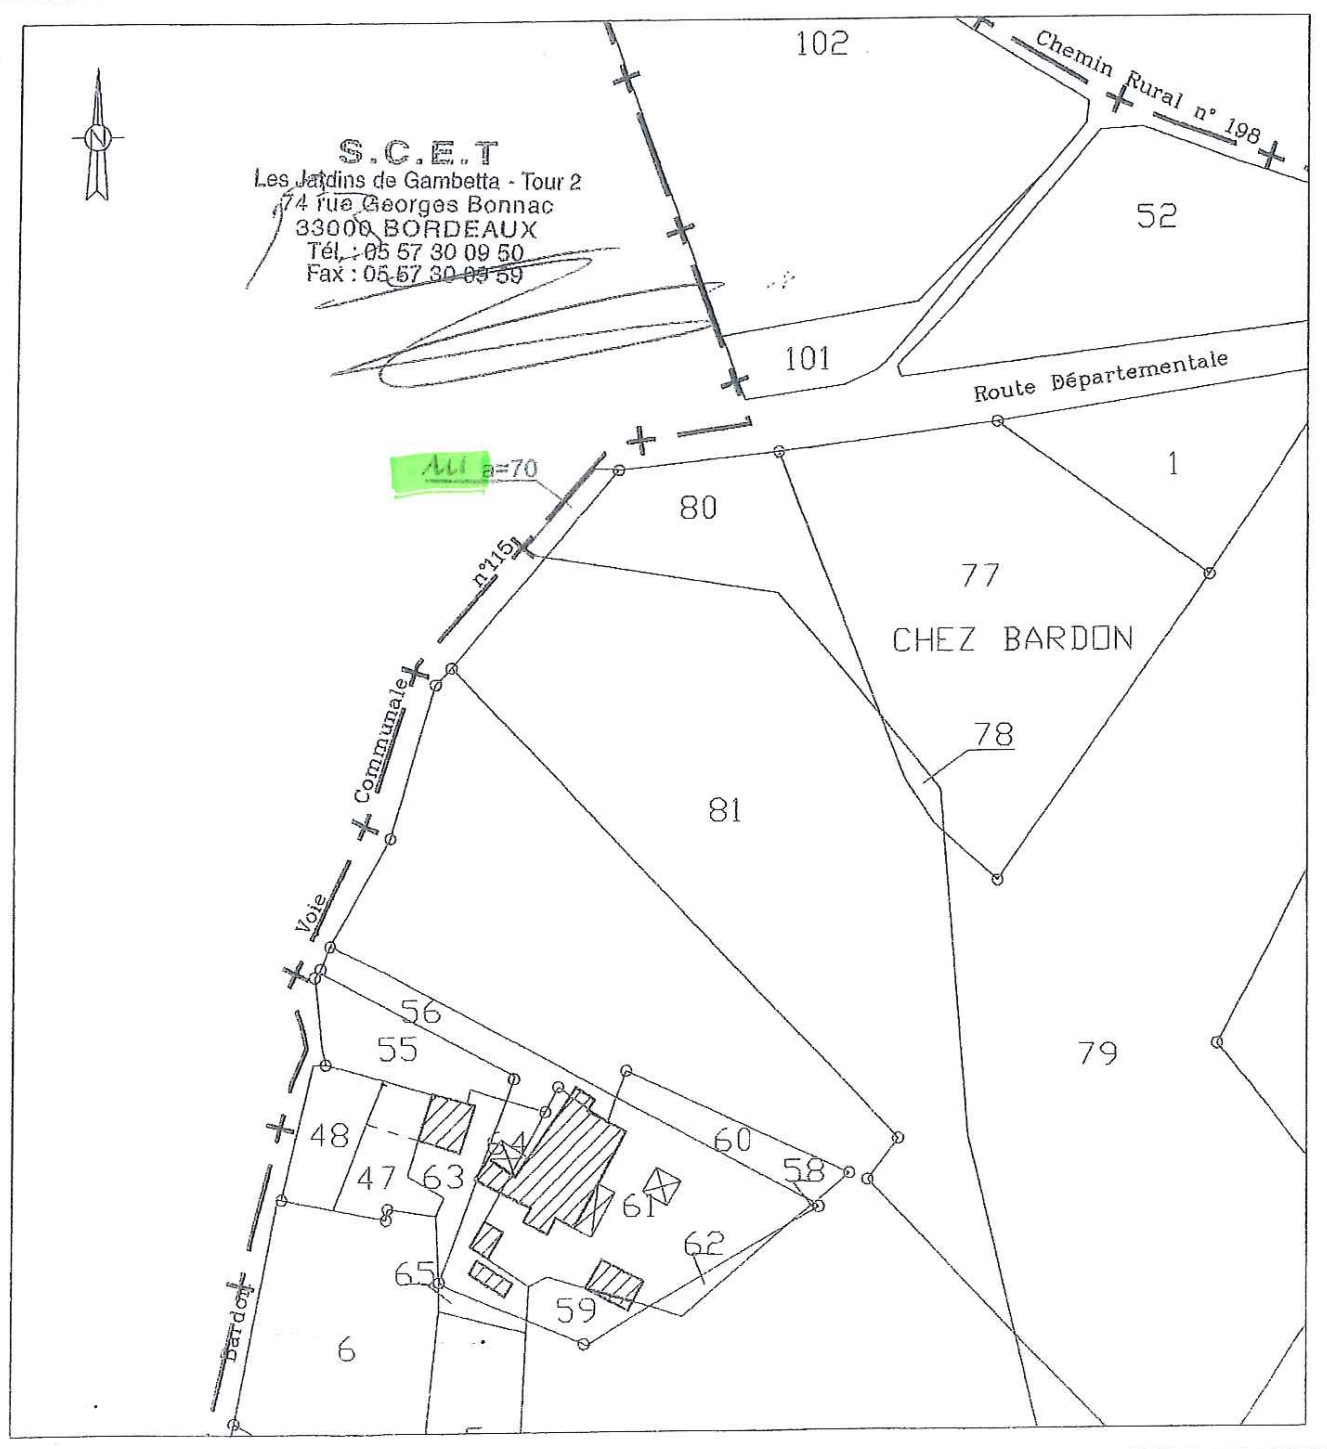 102
Chemin Rural n° 198
S.C.E.T
Les Jardins de Gambetta - Tour 2
74 rue Georges Bonnac
33000 BORDEAUX
Tél. : 05 57 30 09 50
Fax : 05 57 30 09 59
N
52
101
Route Départementale
a=70
80
1
n°115
77
CHEZ BARDON
Communale
78
81
Voie
56
55
79
48
64
60
58
47
63
61
62
65
59
Bardon
6